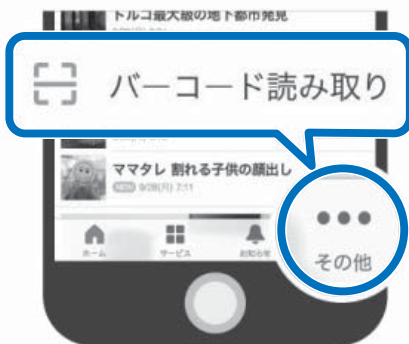 トルコ最大級の地下都市発見
バーコード読み取り
ママタレ 割れる子供の顔出し
NEW 9/28(月) 7:11
ホーム
サービス
お知らせ
その他